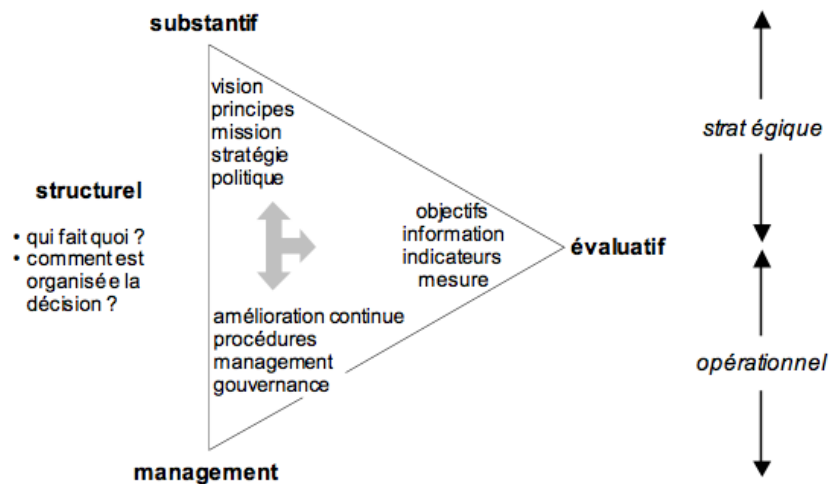 substantif
vision
principes
mission
stratégie
politique
strat égique
structurel
• qui fait quoi ?
• comment est
organisée la
décision ?
objectifs
information
indicateurs
mesure
évaluatif
amélioration continue
procédures
management
gouvernance
opérationnel
management